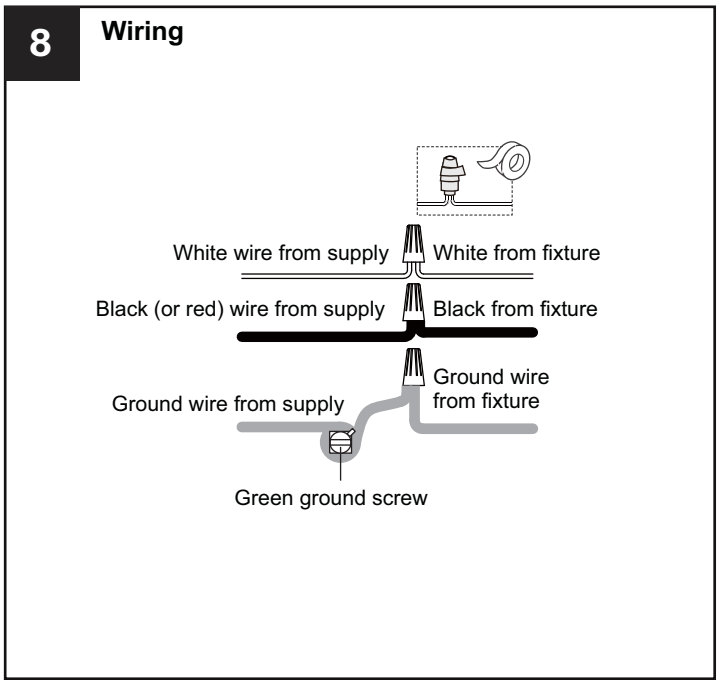 8
Wiring
White wire from supply
White from fixture
Black (or red) wire from supply
Black from fixture
Ground wire from supply
Ground wire
from fixture
Green ground screw